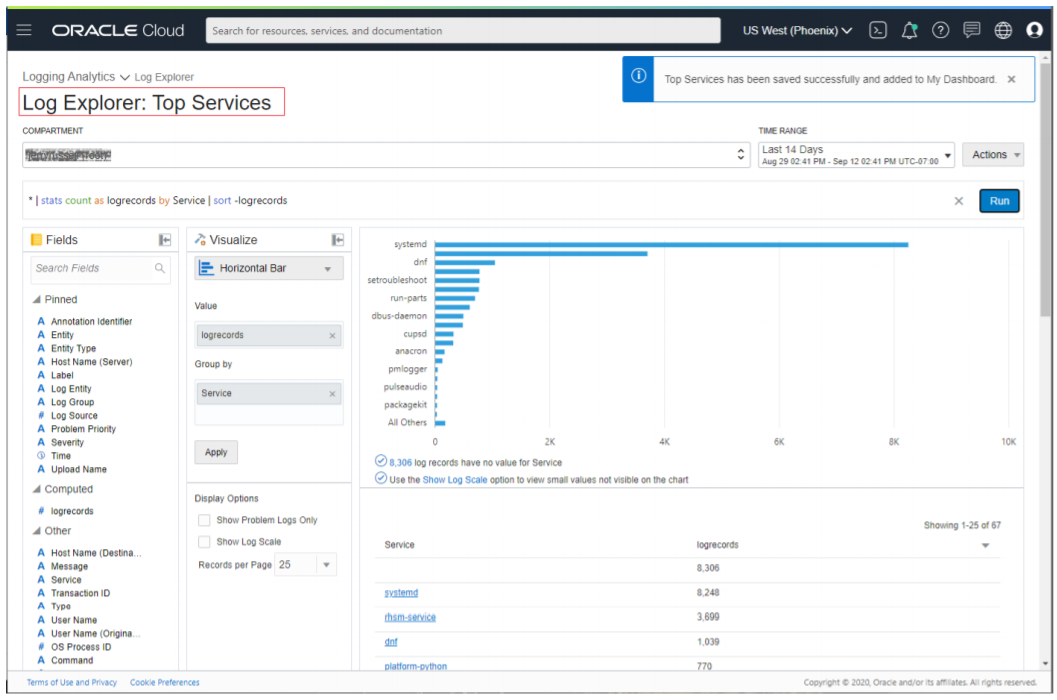 ORACLE Cloud
Search for resources, services, and documentation
US West (Phoenix)
Logging Analytics Log Explorer
Top Services has been saved successfully and added to My Dashboard.
Log Explorer: Top Services
COMPARTMENT
TIME RANGE
Last 14 Days
Aug 29 02:41 PM - Sep 12 02:41 PM UTC-07:00
Actions
* | stats count as logrecords by Service | sort -logrecords
Run
Fields
Search Fields
Pinned
A Annotation Identifier
A Entity
A Entity Type
A Host Name (Server)
A Label
A Log Entity
A Log Group
# Log Source
A Problem Priority
A Severity
Time
A Upload Name
Computed
# logrecords
Other
A Host Name (Destina...
A Message
A Service
A Transaction ID
A Type
A User Name
A User Name (Origina...
# OS Process ID
A Command
Visualize
Horizontal Bar
Value
logrecords
Group by
Service
Apply
Display Options
Show Problem Logs Only
Show Log Scale
Records per Page 25
systemd
dnf
setroubleshoot
run-parts
dbus-daemon
cupsd
anacron
pmlogger
pulseaudio
packagekit
All Others
0 2K 4K 6K 8K 10K
8,306 log records have no value for Service
Use the Show Log Scale option to view small values not visible on the chart
Showing 1-25 of 67
Service logrecords
8,306
systemd 8,248
rhsm-service 3,699
dnf 1,039
platform-python 770
Terms of Use and Privacy Cookie Preferences
Copyright © 2020, Oracle and/or its affiliates. All rights reserved.